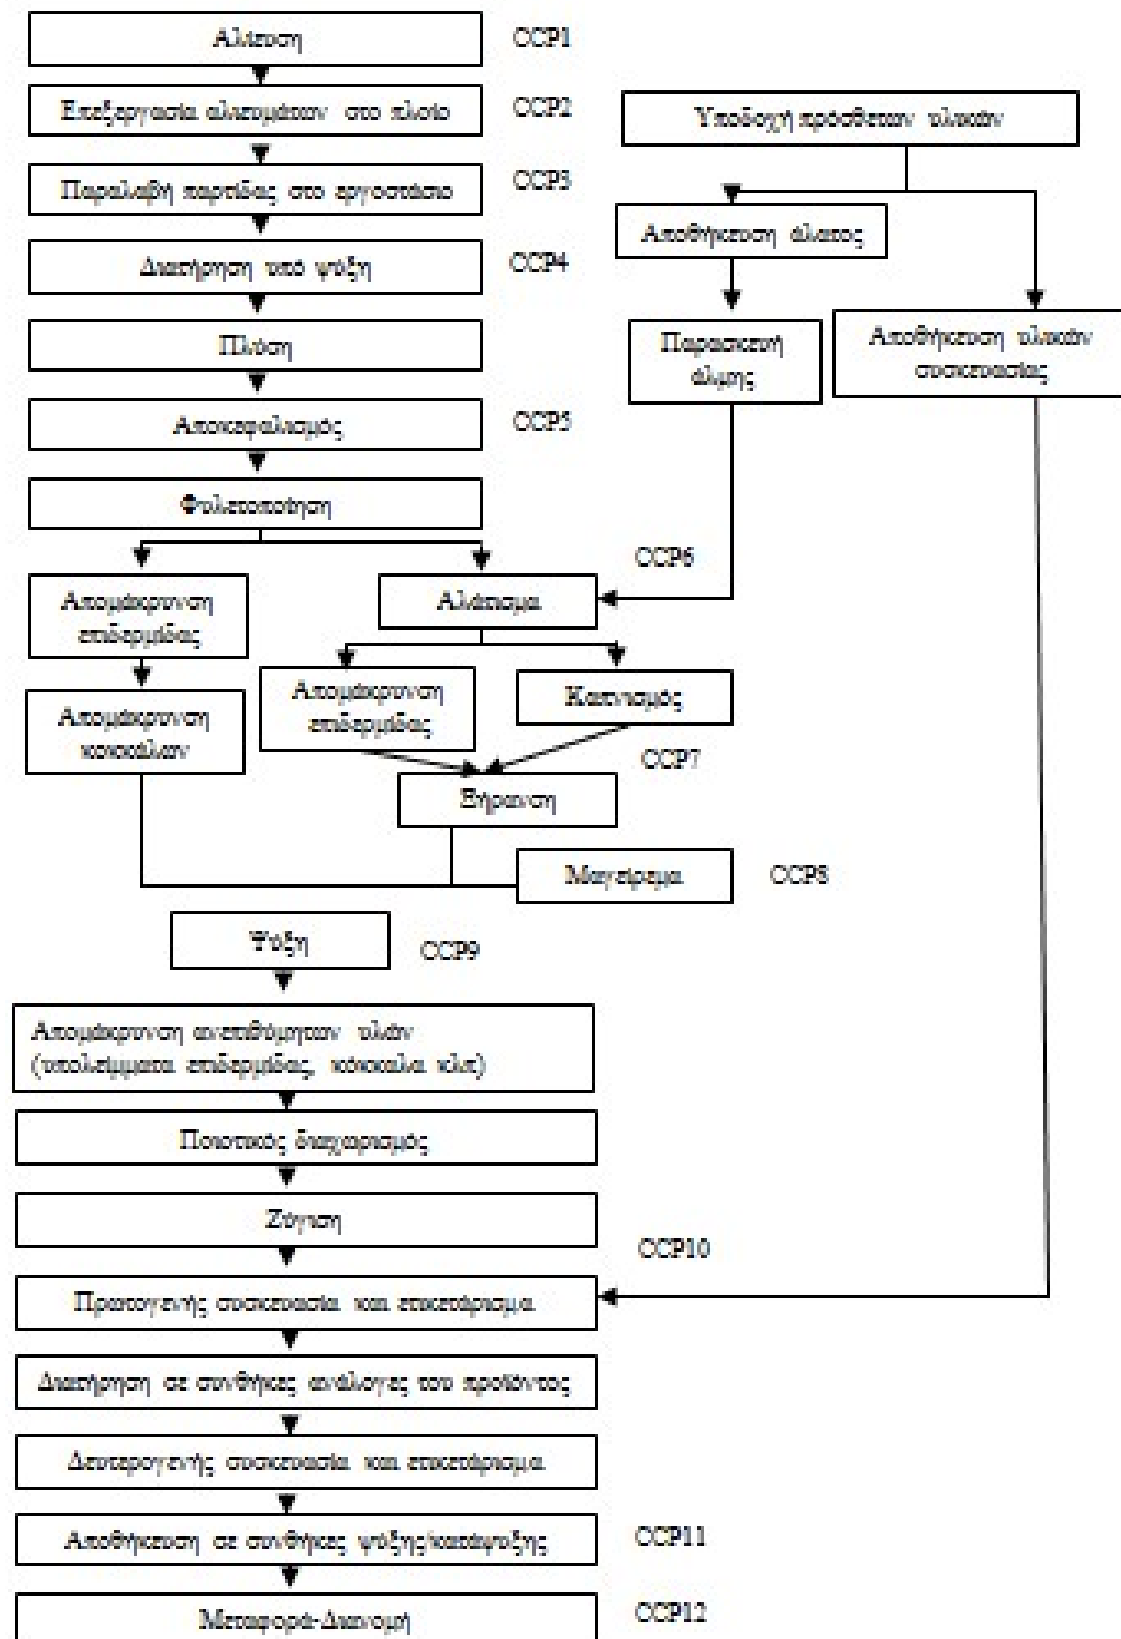 Αλίευση
CCP1
Επεξεργασία αλιευμάτων στο πλοίο
CCP2
Υποδοχή πρόσθετων υλικών
Παραλαβή παρτίδας στο εργοστάσιο
CCP3
Αποθήκευση άλατος
Διατήρηση υπό ψύξη
CCP4
Πλύση
Παρασκευή
άλμης
Αποθήκευση υλικών
συσκευασίας
Αποκεφαλισμός
CCP5
Φιλετοποίηση
CCP6
Απομάκρυνση
επιδερμίδας
Αλάτισμα
Απομάκρυνση
κοκκάλων
Απομάκρυνση
επιδερμίδας
Καπνισμός
CCP7
Ξήρανση
Μαγείρεμα
CCP8
Ψύξη
CCP9
Απομάκρυνση ανεπιθύμητων υλών
(υπολείμματα επιδερμίδας, κόκκαλα κλπ)
Ποιοτικός διαχωρισμός
Ζύγιση
CCP10
Πρωτογενής συσκευασία και ετικετάρισμα
Διατήρηση σε συνθήκες ανάλογες του προϊόντος
Δευτερογενής συσκευασία και ετικετάρισμα
Αποθήκευση σε συνθήκες ψύξης/κατάψυξης
CCP11
Μεταφορά-Διανομή
CCP12